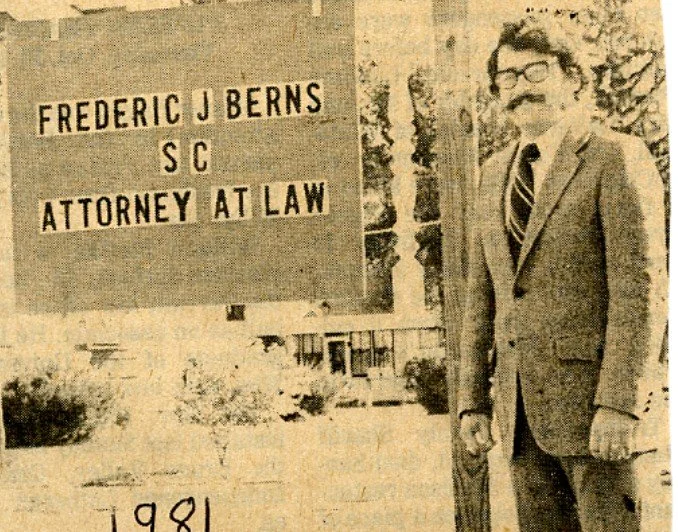 FREDERIC J BERNS
S C
ATTORNEY AT LAW
1981